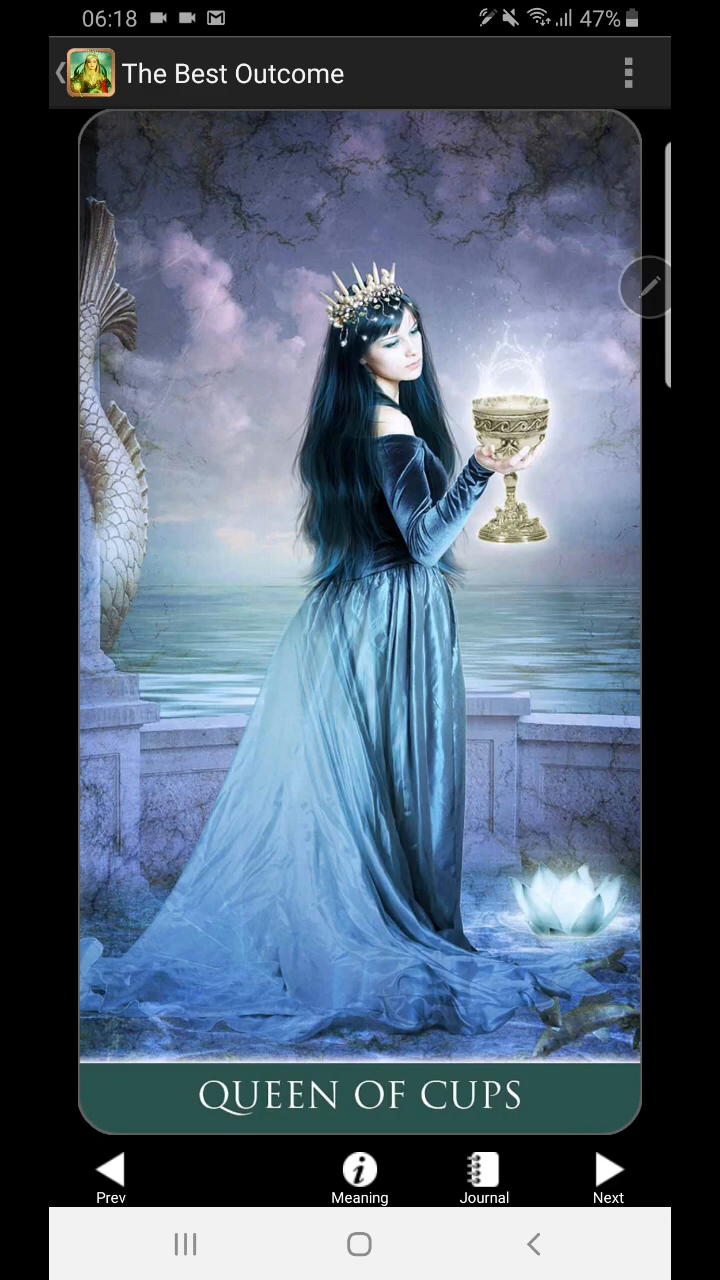 06:18
47%
The Best Outcome
QUEEN OF CUPS
Prev
Meaning
Journal
Next